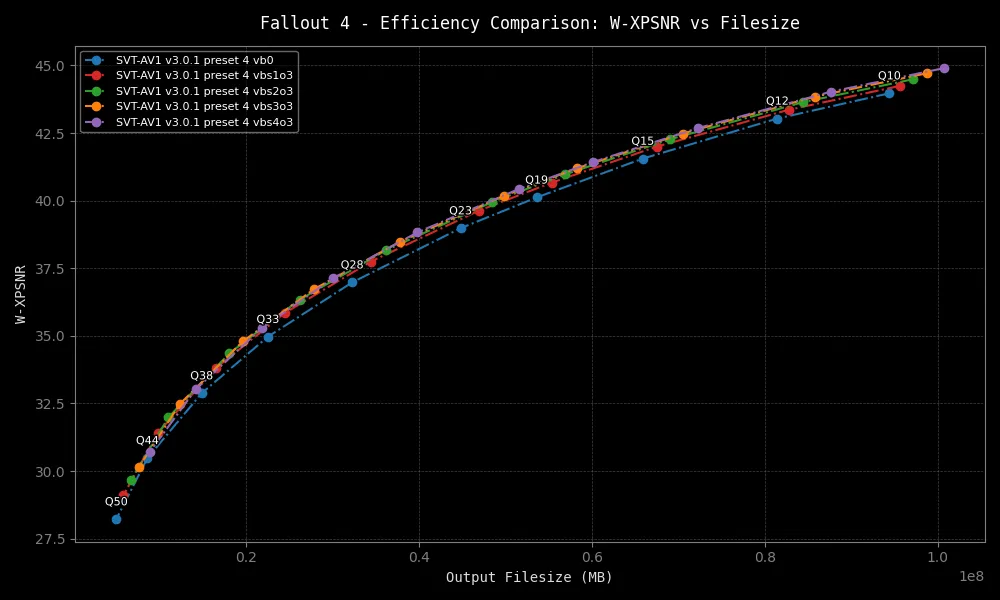 Fallout 4 - Efficiency Comparison: W-XPSNR vs Filesize
SVT-AV1 v3.0.1 preset 4 vb0
SVT-AV1 v3.0.1 preset 4 vbs1o3
SVT-AV1 v3.0.1 preset 4 vbs2o3
SVT-AV1 v3.0.1 preset 4 vbs3o3
SVT-AV1 v3.0.1 preset 4 vbs4o3
45.0
42.5
40.0
37.5
35.0
32.5
30.0
27.5
W-XPSNR
Q10
Q12
Q15
Q19
Q23
Q28
Q33
Q38
Q44
Q50
0.2
0.4
0.6
0.8
1.0
1e8
Output Filesize (MB)